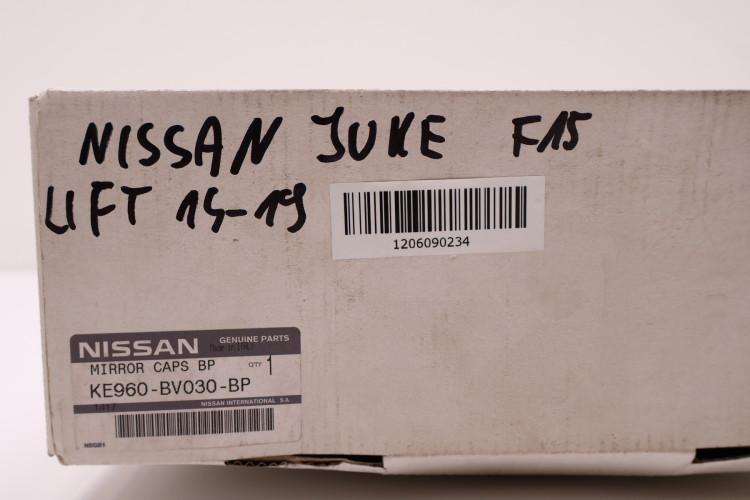 NISSAN JUKE F15
LIFT 14-19
1206090234
NISSAN GENUINE PARTS
MIRROR CAPS BP QTY 1
KE960-BV030-BP
1417
NISSAN INTERNATIONAL S.A.